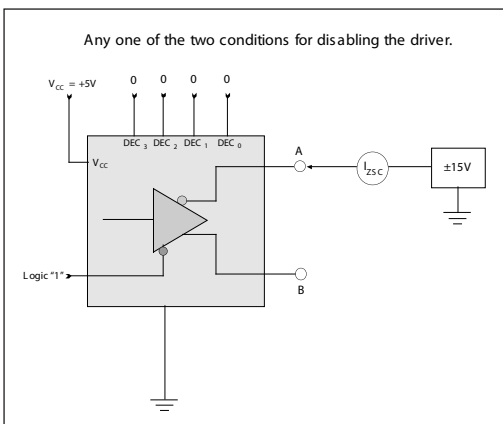 Any one of the two conditions for disabling the driver.
V_CC = +5V
0 0 0 0
DEC_3 DEC_2 DEC_1 DEC_0
V_CC
A
I_ZSC
±15V
Logic "1"
B